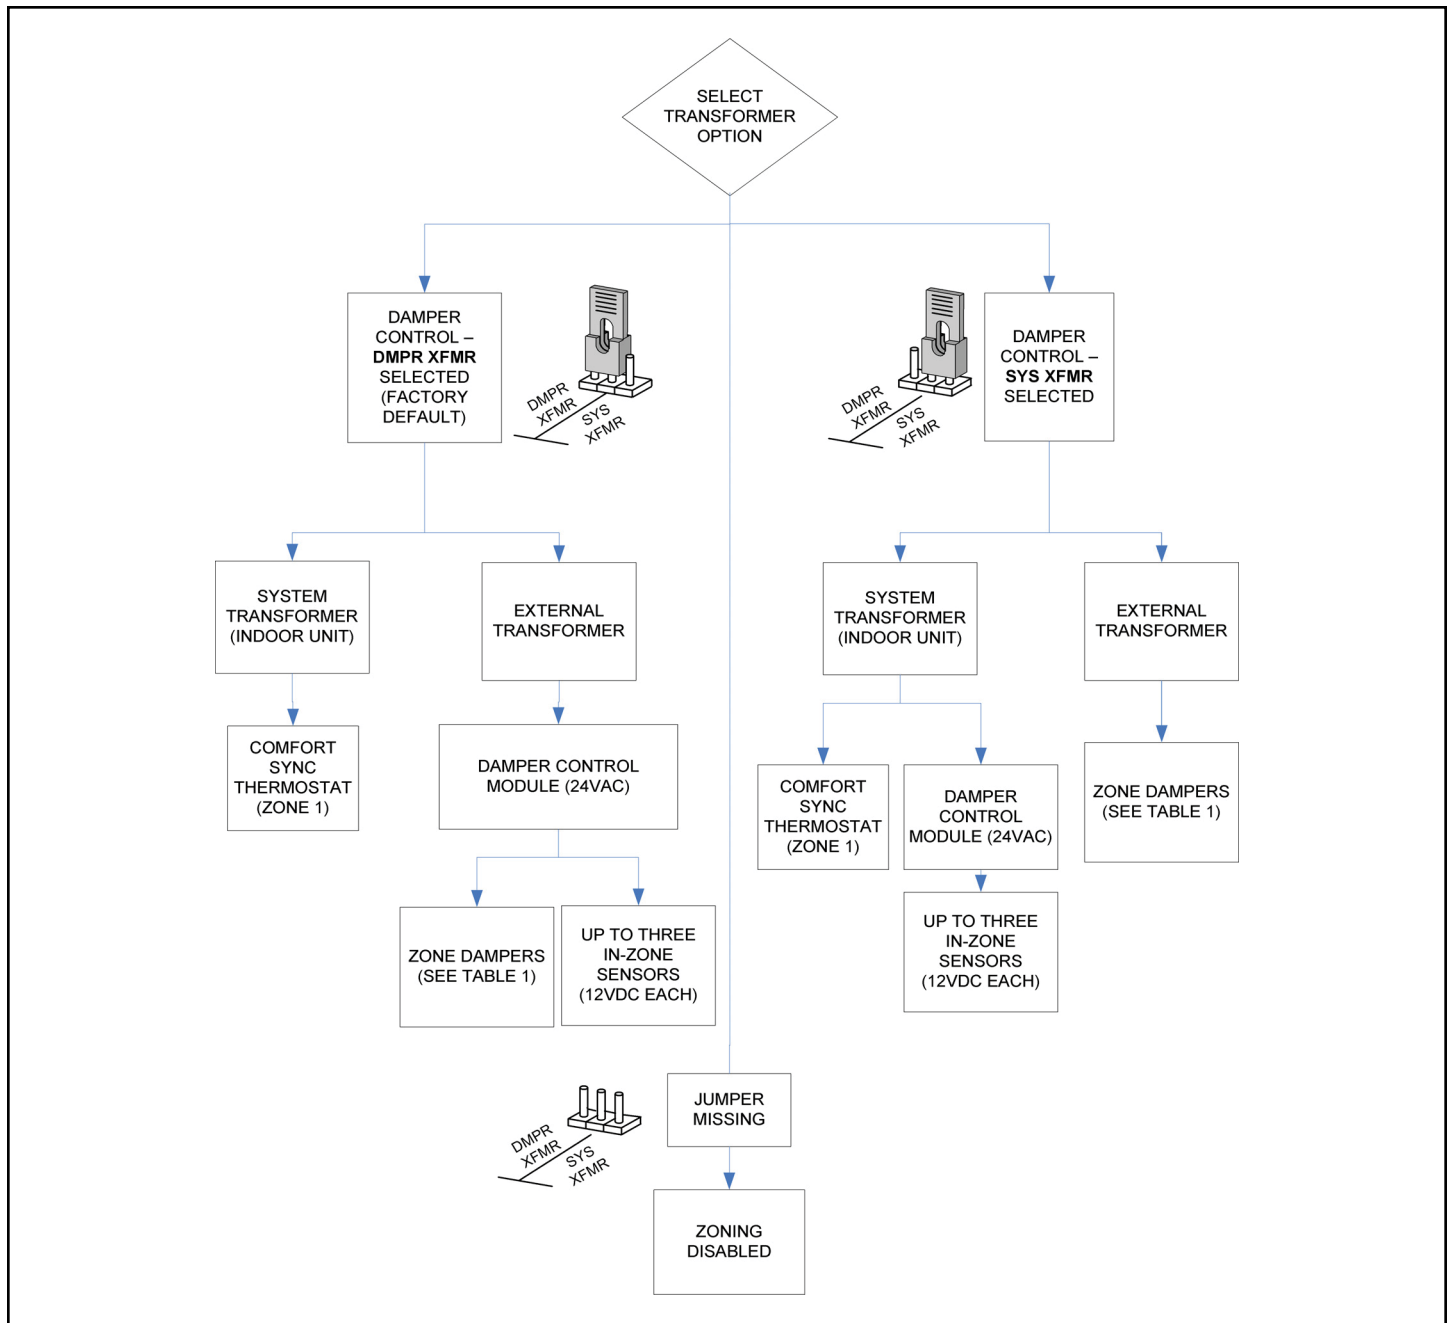 SELECT
TRANSFORMER
OPTION
DAMPER
CONTROL –
DMPR XFMR
SELECTED
(FACTORY
DEFAULT)
DMPR
XFMR
SYS
XFMR
DMPR
XFMR
SYS
XFMR
DAMPER
CONTROL –
SYS XFMR
SELECTED
SYSTEM
TRANSFORMER
(INDOOR UNIT)
EXTERNAL
TRANSFORMER
SYSTEM
TRANSFORMER
(INDOOR UNIT)
EXTERNAL
TRANSFORMER
COMFORT
SYNC
THERMOSTAT
(ZONE 1)
DAMPER CONTROL
MODULE (24VAC)
COMFORT
SYNC
THERMOSTAT
(ZONE 1)
DAMPER
CONTROL
MODULE (24VAC)
ZONE DAMPERS
(SEE TABLE 1)
ZONE DAMPERS
(SEE TABLE 1)
UP TO THREE
IN-ZONE
SENSORS
(12VDC EACH)
UP TO THREE
IN-ZONE
SENSORS
(12VDC EACH)
DMPR
XFMR
SYS
XFMR
JUMPER
MISSING
ZONING
DISABLED